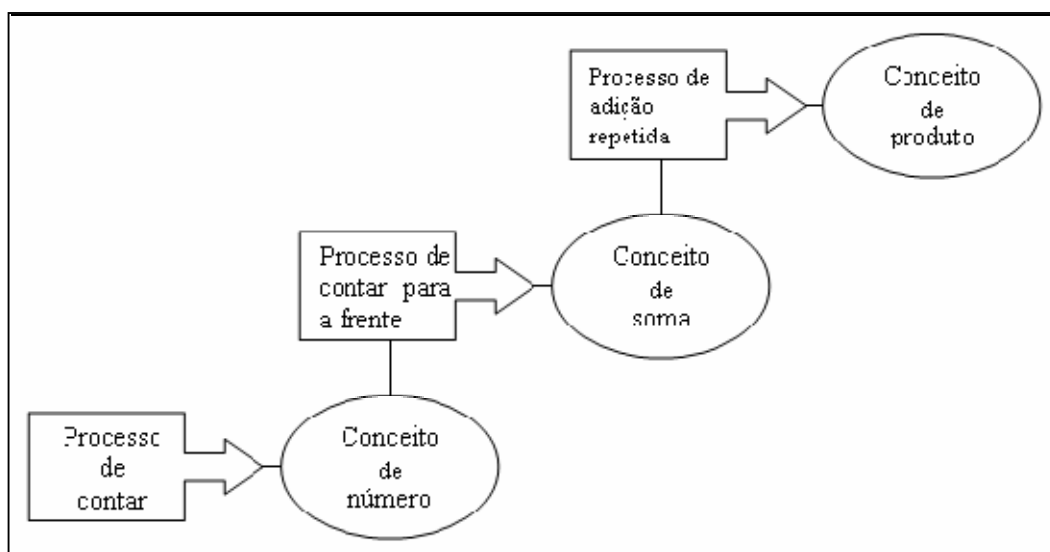 Processo de
adição
repetida
Conceito
de
produto
Processo de
contar para
a frente
Conceito
de
soma
Processo
de
contar
Conceito
de
número